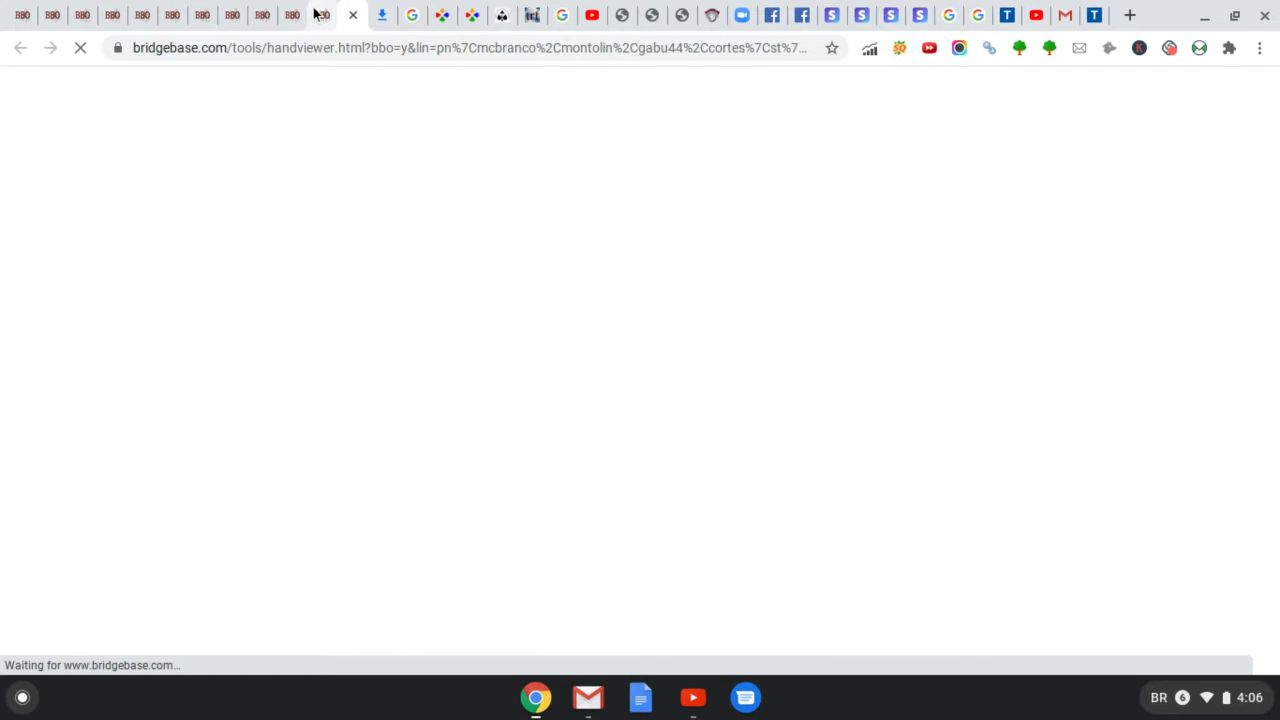 BBO BBO BBO BBO BBO BBO BBO BBO BBO BBO T T
bridgebase.com/tools/handviewer.html?bbo=y&lin=pn%7Cmcbranco%2Cmontolin%2Cgabu44%2Ccortes%7Cst%7...
Waiting for www.bridgebase.com...
BR 6 4:06